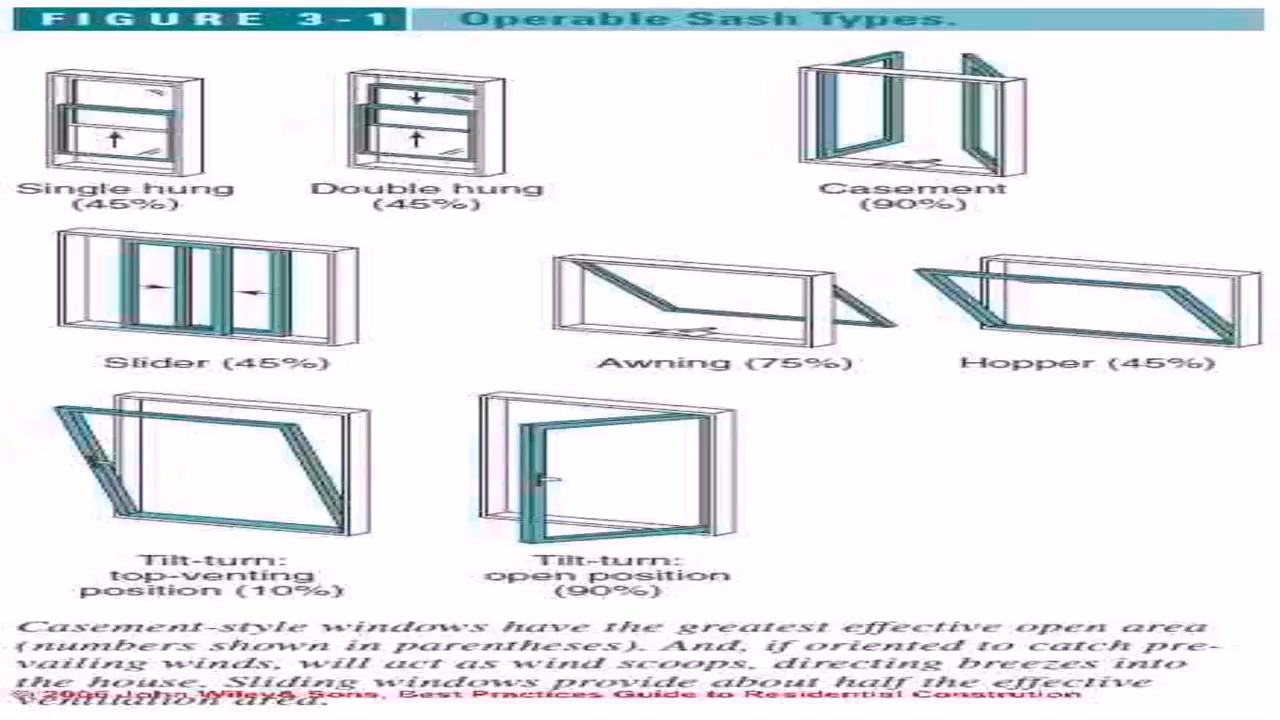 FIGURE 3-1 Operable Sash Types.
Single hung
(45%)
Double hung
(45%)
Casement
(90%)
Slider (45%)
Awning (75%)
Hopper (45%)
Tilt-turn:
top-venting
position (10%)
Tilt-turn:
open position
(90%)
Casement-style windows have the greatest effective open area
(numbers shown in parentheses). And, if oriented to catch pre-
vailing winds, will act as wind scoops, directing breezes into
the house. Sliding windows provide about half the effective
© 2006 John Wiley & Sons, Best Practices Guide to Residential Construction
ventilation area.